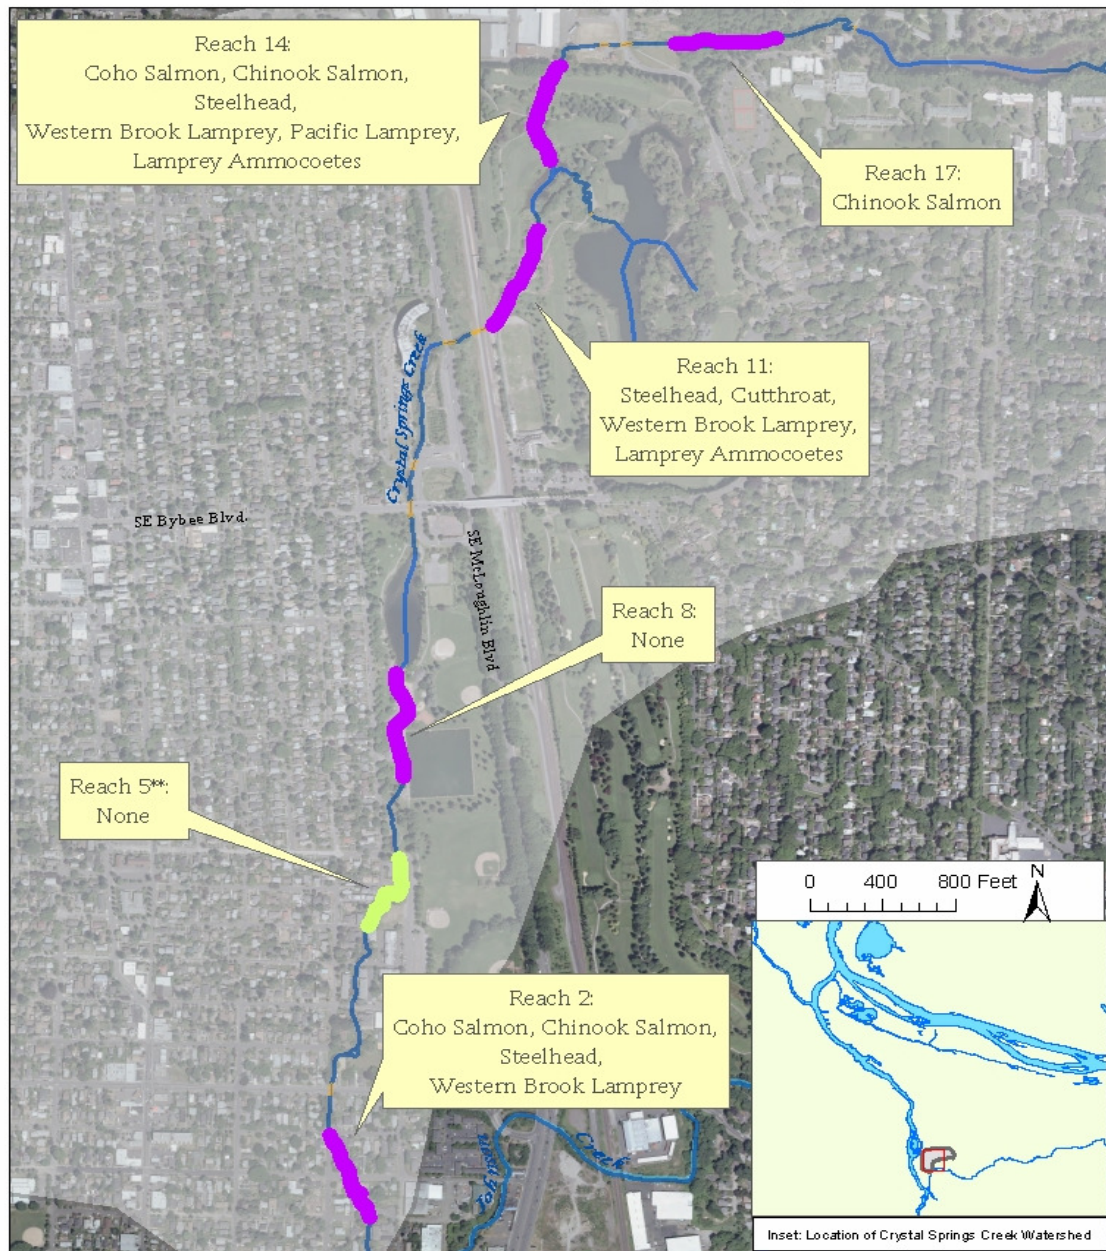 Reach 14:
Coho Salmon, Chinook Salmon,
Steelhead,
Western Brook Lamprey, Pacific Lamprey,
Lamprey Ammocoetes
Reach 17:
Chinook Salmon
Reach 11:
Steelhead, Cutthroat,
Western Brook Lamprey,
Lamprey Ammocoetes
Crystal Springs Creek
SE Bybee Blvd.
SE McLoughlin Blvd
Reach 8:
None
Reach 5**:
None
Reach 2:
Coho Salmon, Chinook Salmon,
Steelhead,
Western Brook Lamprey
Johnson Creek
0 400 800 Feet
N
Inset: Location of Crystal Springs Creek Watershed